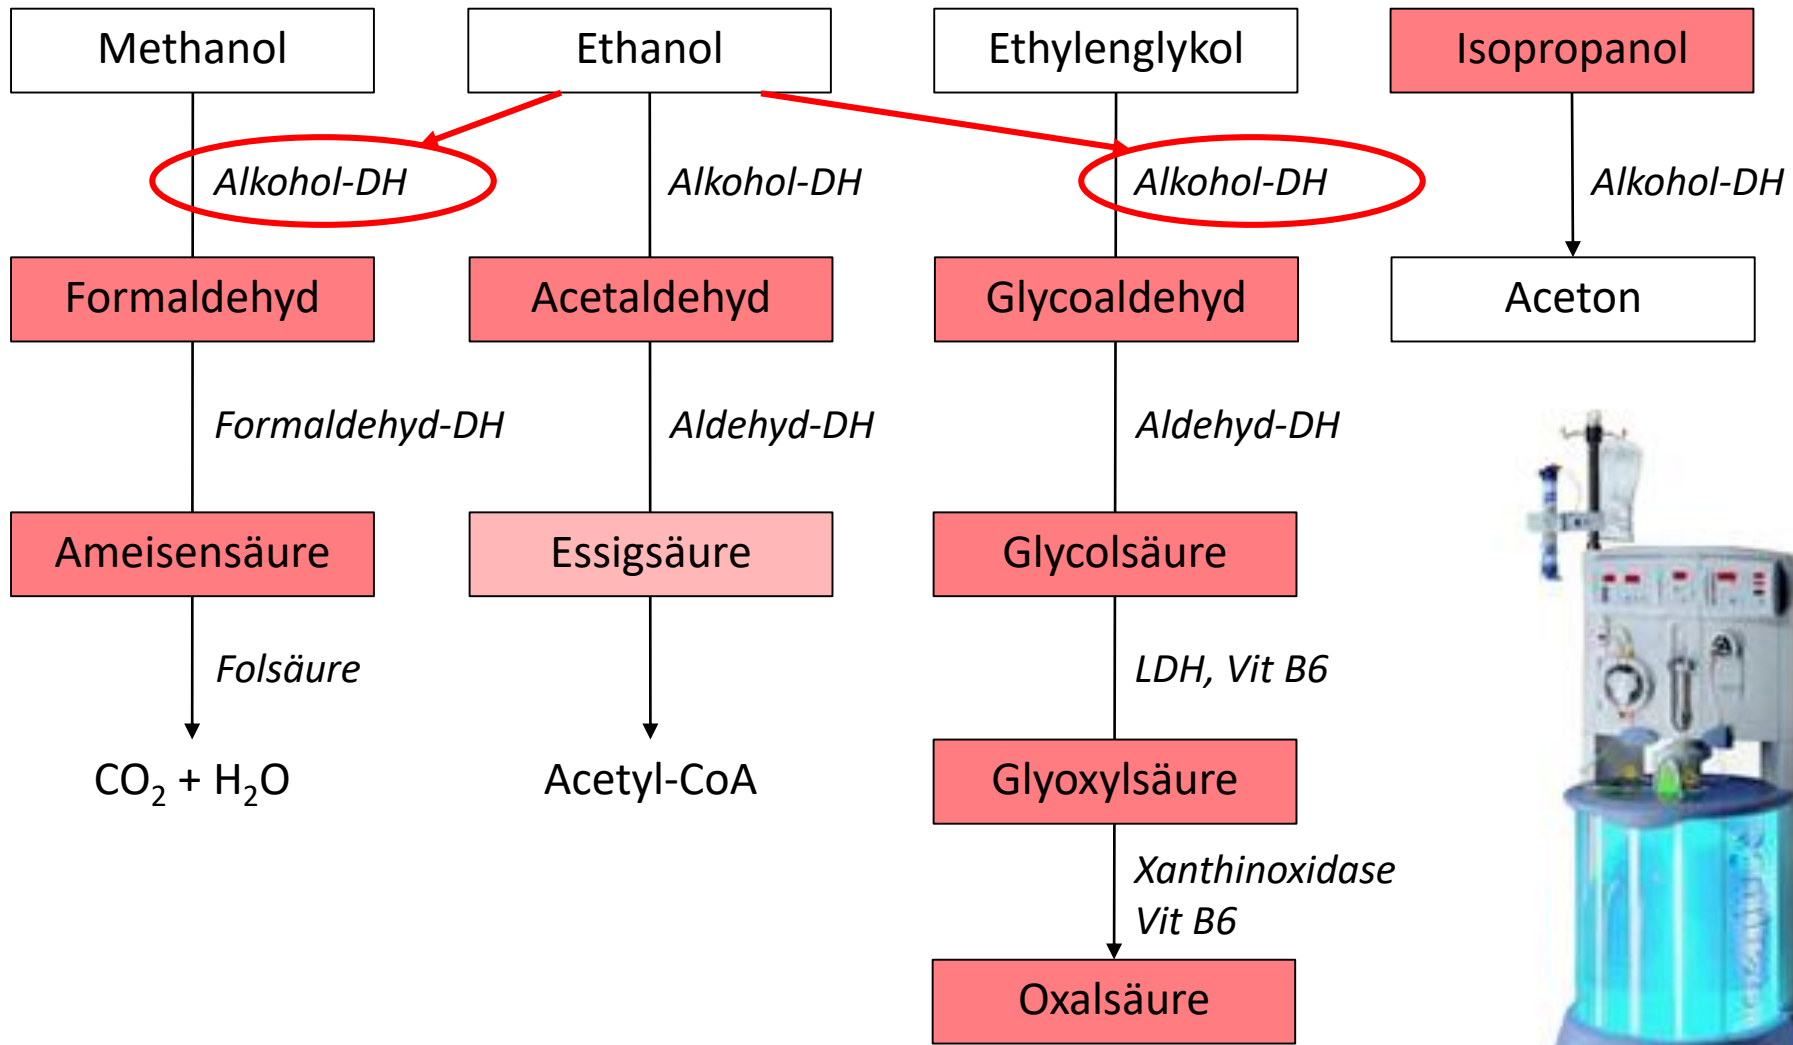 Methanol
Ethanol
Ethylenglykol
Isopropanol
Alkohol-DH
Alkohol-DH
Alkohol-DH
Alkohol-DH
Formaldehyd
Acetaldehyd
Glycoaldehyd
Aceton
Formaldehyd-DH
Aldehyd-DH
Aldehyd-DH
Ameisensäure
Essigsäure
Glycolsäure
Folsäure
LDH, Vit B6
CO₂ + H₂O
Acetyl-CoA
Glyoxylsäure
Xanthinoxidase
Vit B6
Oxalsäure